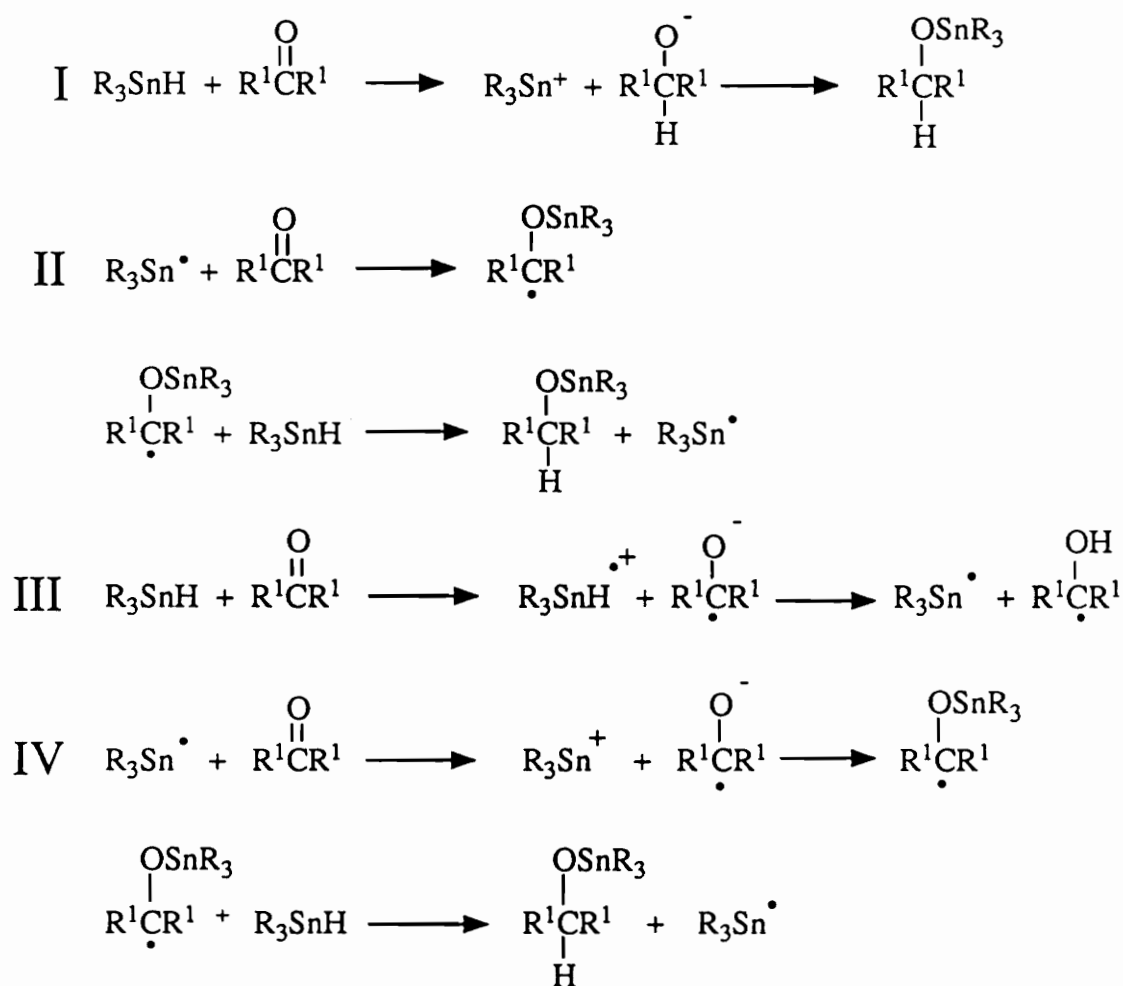 O O⁻ OSnR₃
I R₃SnH + R¹CR¹ → R₃Sn⁺ + R¹CR¹ → R¹CR¹
H H
O OSnR₃
II R₃Sn• + R¹CR¹ → R¹CR¹
•
OSnR₃ OSnR₃
R¹CR¹ + R₃SnH → R¹CR¹ + R₃Sn•
• H
O O⁻ OH
III R₃SnH + R¹CR¹ → R₃SnH•⁺ + R¹CR¹ → R₃Sn• + R¹CR¹
• •
O O⁻ OSnR₃
IV R₃Sn• + R¹CR¹ → R₃Sn⁺ + R¹CR¹ → R¹CR¹
• •
OSnR₃ OSnR₃
R¹CR¹ + R₃SnH → R¹CR¹ + R₃Sn•
• H